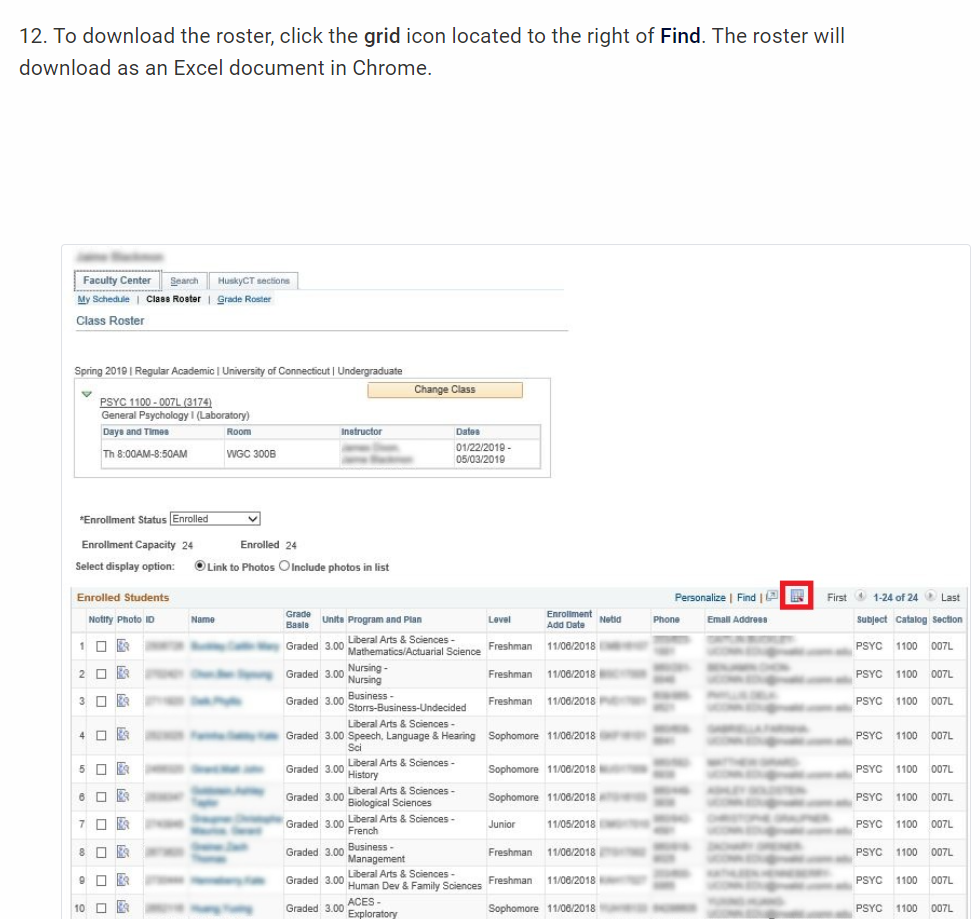 12. To download the roster, click the grid icon located to the right of Find. The roster will
download as an Excel document in Chrome.
Faculty Center Search HuskyCT sections
My Schedule | Class Roster | Grade Roster
Class Roster
Spring 2019 | Regular Academic | University of Connecticut | Undergraduate
Change Class
PSYC 1100 - 007L (3174)
General Psychology I (Laboratory)
Days and Times Room Instructor Dates
Th 8:00AM-8:50AM WGC 300B 01/22/2019 -
05/03/2019
*Enrollment Status Enrolled
Enrollment Capacity 24 Enrolled 24
Select display option: Link to Photos Include photos in list
Enrolled Students Personalize | Find | First 1-24 of 24 Last
Notify Photo ID Name Grade Basis Units Program and Plan Level Enrollment Add Date Netid Phone Email Address Subject Catalog Section
1 Graded 3.00 Liberal Arts & Sciences -
Mathematics/Actuarial Science Freshman 11/06/2018 PSYC 1100 007L
2 Graded 3.00 Nursing -
Nursing Freshman 11/06/2018 PSYC 1100 007L
3 Graded 3.00 Business -
Storrs-Business-Undecided Freshman 11/06/2018 PSYC 1100 007L
4 Graded 3.00 Liberal Arts & Sciences -
Speech, Language & Hearing
Sci Sophomore 11/06/2018 PSYC 1100 007L
5 Graded 3.00 Liberal Arts & Sciences -
History Sophomore 11/06/2018 PSYC 1100 007L
6 Graded 3.00 Liberal Arts & Sciences -
Biological Sciences Sophomore 11/06/2018 PSYC 1100 007L
7 Graded 3.00 Liberal Arts & Sciences -
French Junior 11/05/2018 PSYC 1100 007L
8 Graded 3.00 Business -
Management Freshman 11/06/2018 PSYC 1100 007L
9 Graded 3.00 Liberal Arts & Sciences -
Human Dev & Family Sciences Freshman 11/06/2018 PSYC 1100 007L
10 Graded 3.00 ACES -
Exploratory Sophomore 11/06/2018 PSYC 1100 007L